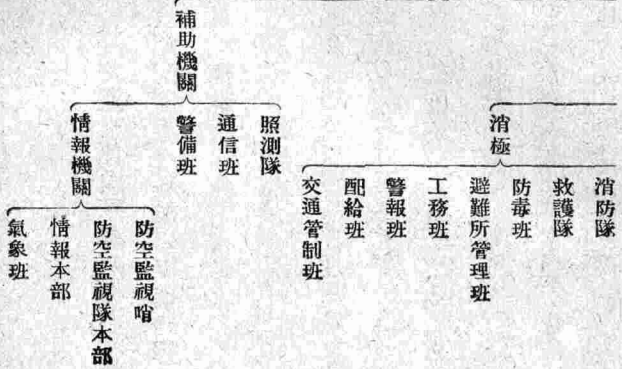 消極
消防隊
救護隊
防毒班
避難所管理班
工務班
警報班
配給班
交通管制班
補助機關
照測隊
通信班
警備班
情報機關
防空監視哨
防空監視隊本部
情報本部
氣象班